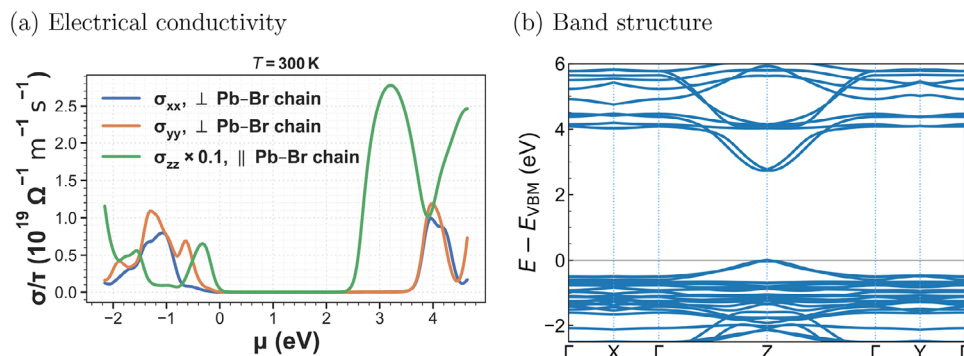 (a) Electrical conductivity
T = 300 K
σ/τ (10¹⁹ Ω⁻¹ m⁻¹ s⁻¹)
2.5
2.0
1.5
1.0
0.5
0.0
σxx, ⊥ Pb–Br chain
σyy, ⊥ Pb–Br chain
σzz × 0.1, ∥ Pb–Br chain
−2 −1 0 1 2 3 4
μ (eV)
(b) Band structure
E − EVBM (eV)
6
4
2
0
−2
Γ X Γ Z Γ Y Γ